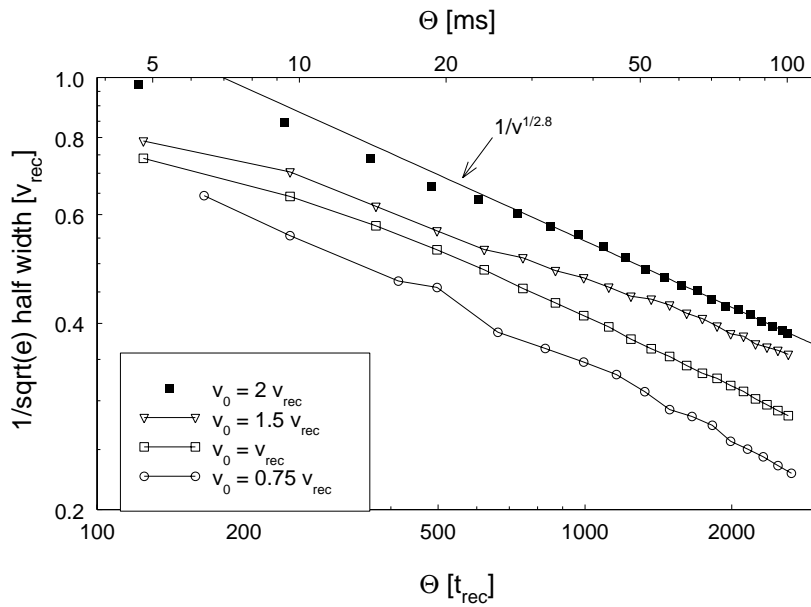 Θ [ms]
5 10 20 50 100
1.0
0.8
0.6
0.4
0.2
1/sqrt(e) half width [v_rec]
1/v^1/2.8
v_0 = 2 v_rec
v_0 = 1.5 v_rec
v_0 = v_rec
v_0 = 0.75 v_rec
100 200 500 1000 2000
Θ [t_rec]